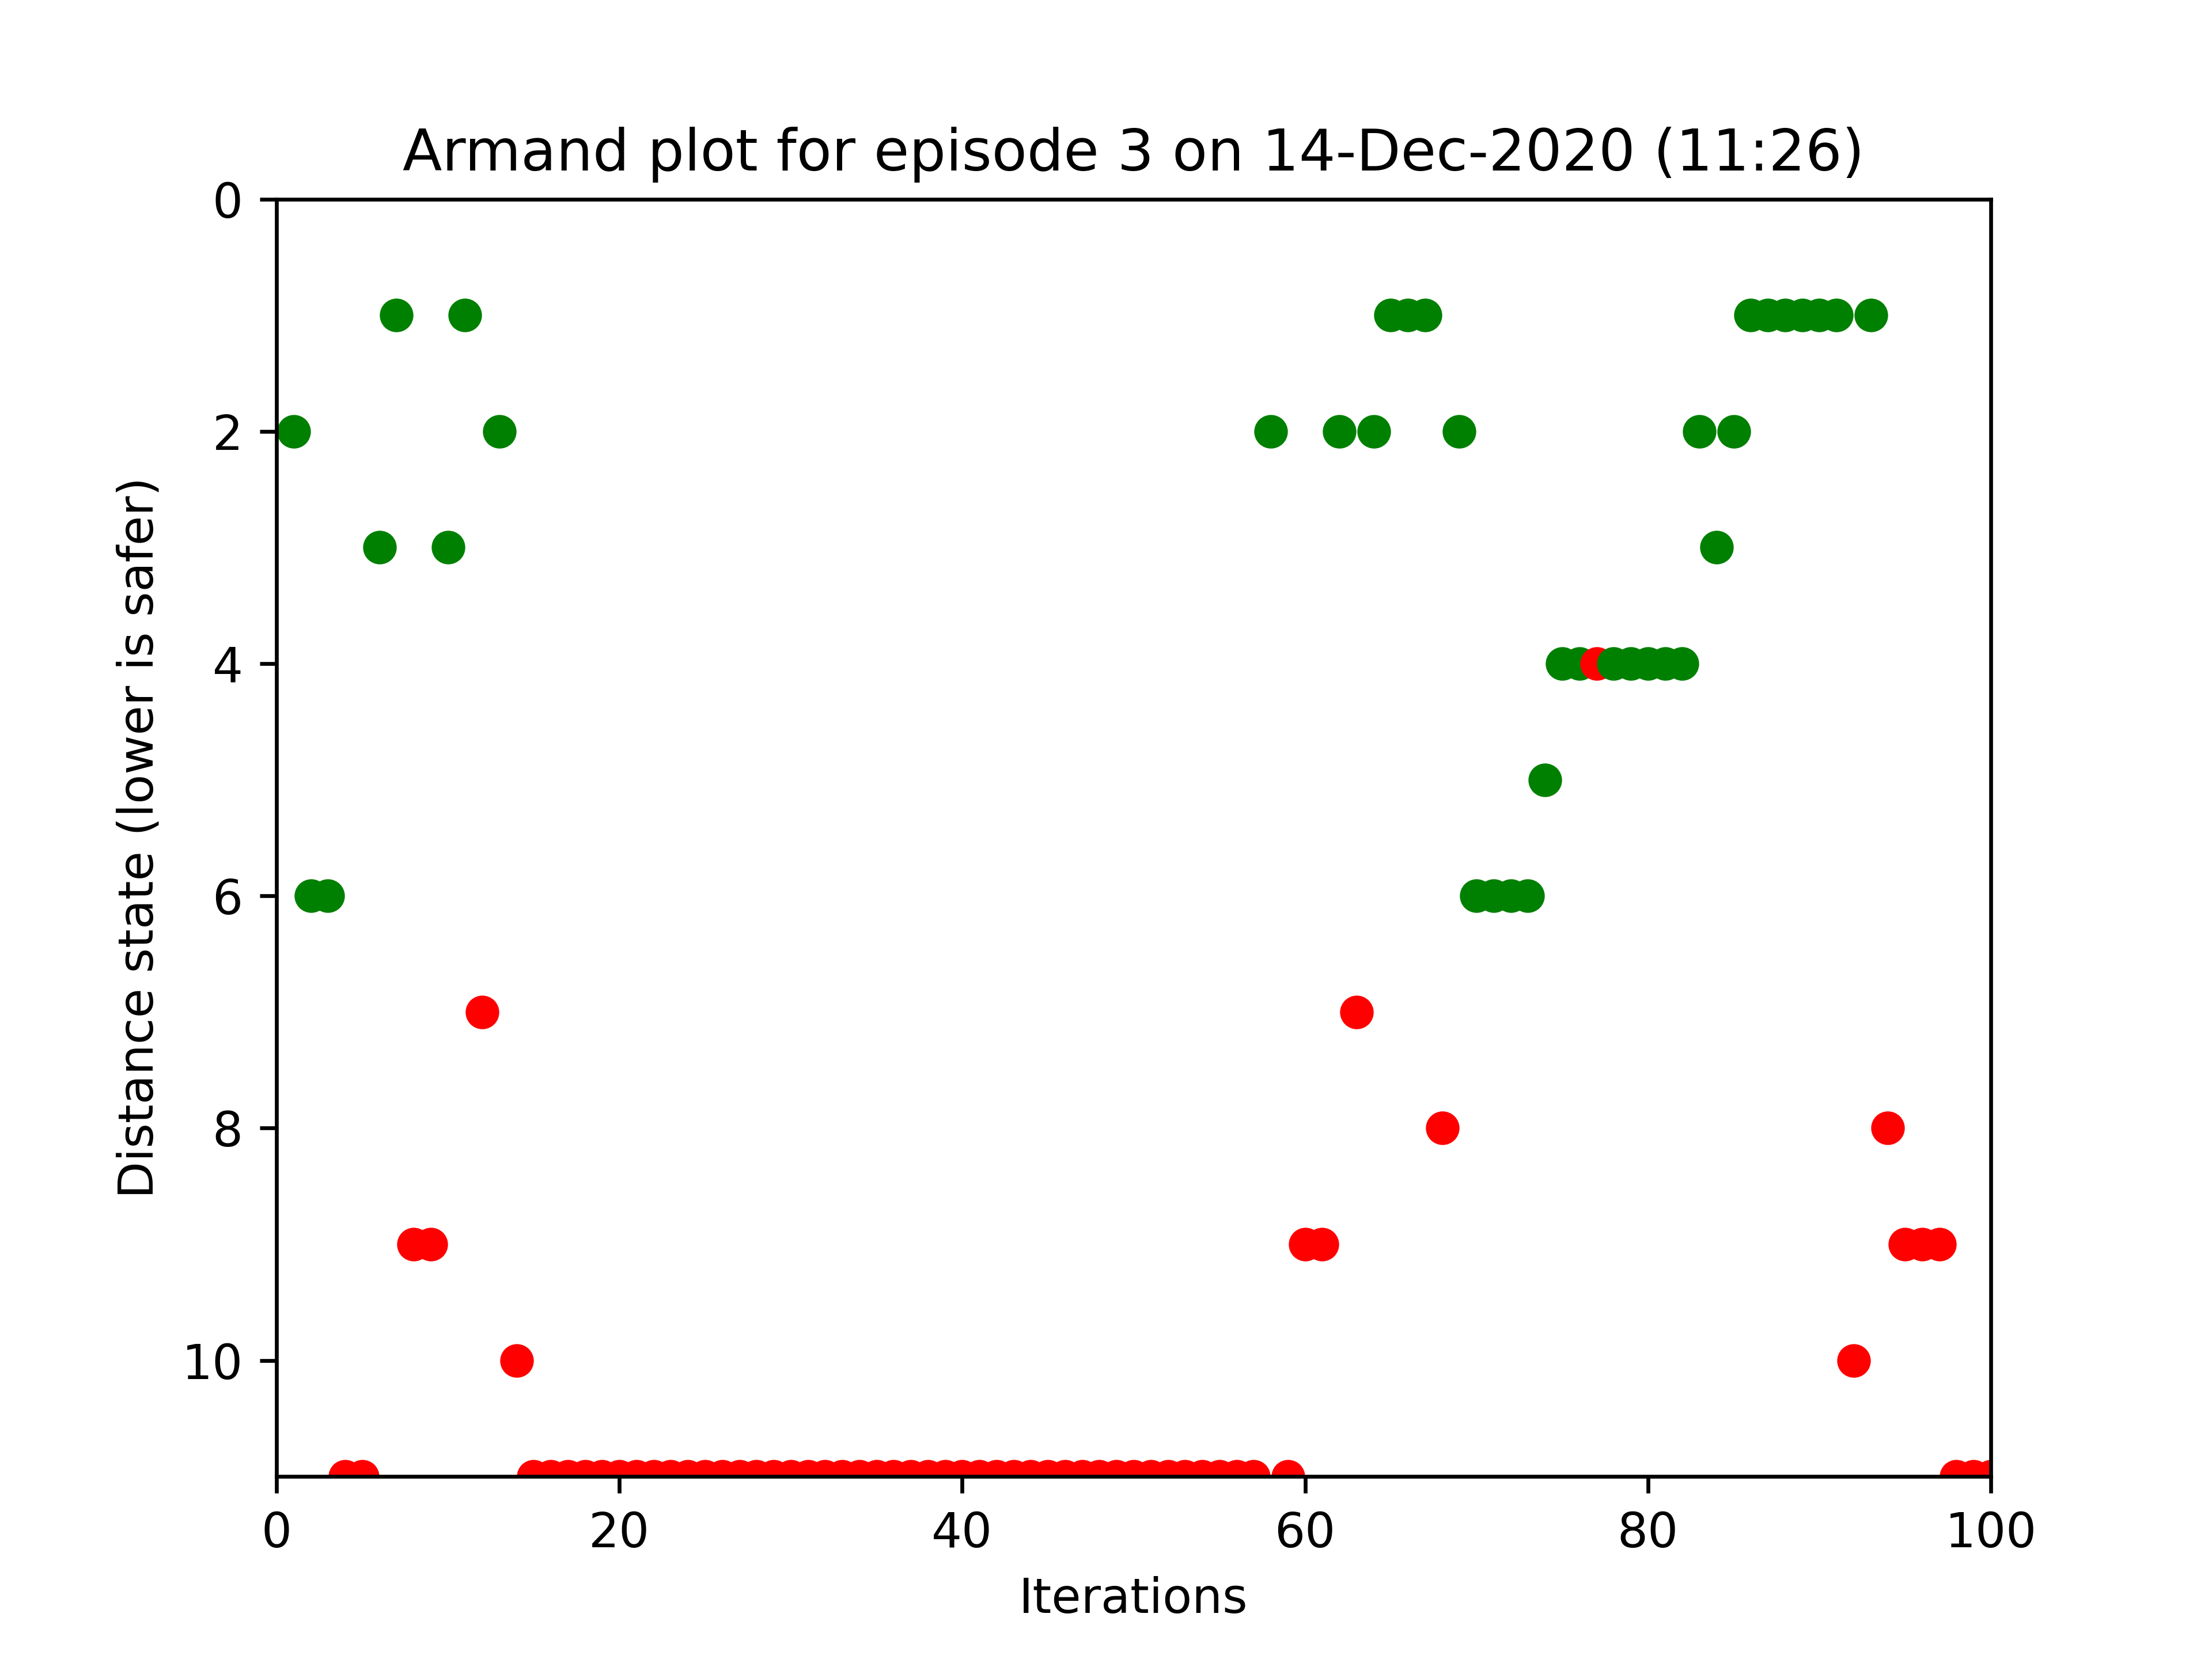 Armand plot for episode 3 on 14-Dec-2020 (11:26)
Distance state (lower is safer)
0
2
4
6
8
10
0 20 40 60 80 100
Iterations